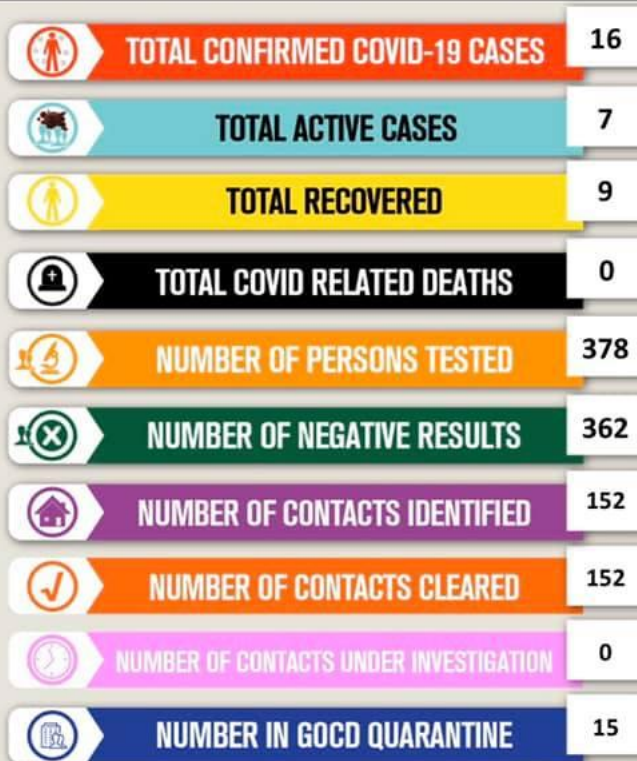 TOTAL CONFIRMED COVID-19 CASES 16
TOTAL ACTIVE CASES 7
TOTAL RECOVERED 9
TOTAL COVID RELATED DEATHS 0
NUMBER OF PERSONS TESTED 378
NUMBER OF NEGATIVE RESULTS 362
NUMBER OF CONTACTS IDENTIFIED 152
NUMBER OF CONTACTS CLEARED 152
NUMBER OF CONTACTS UNDER INVESTIGATION 0
NUMBER IN GOCD QUARANTINE 15